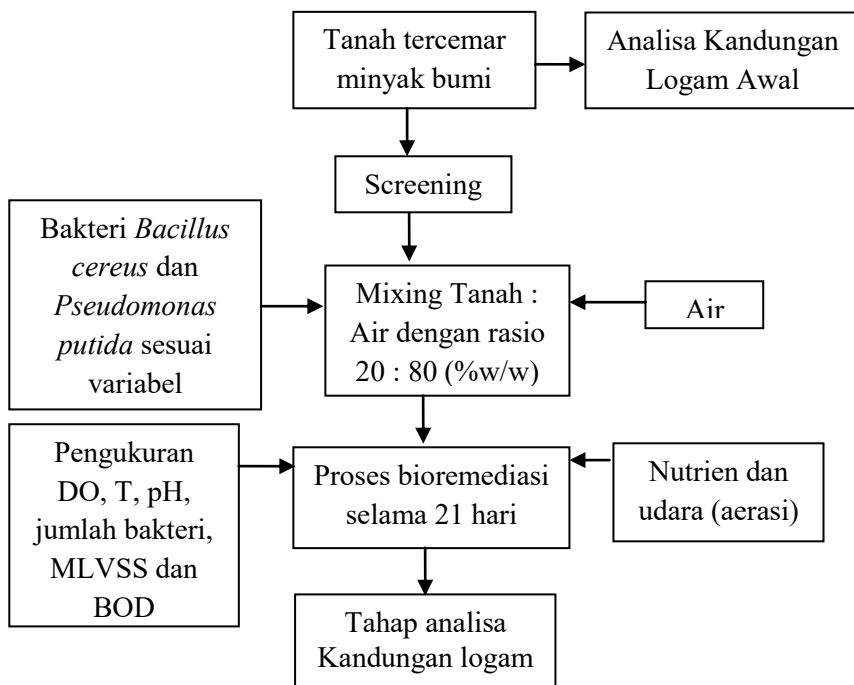 Tanah tercemar
minyak bumi
Analisa Kandungan
Logam Awal
Screening
Bakteri Bacillus
cereus dan
Pseudomonas
putida sesuai
variabel
Mixing Tanah :
Air dengan rasio
20 : 80 (%w/w)
Air
Pengukuran
DO, T, pH,
jumlah bakteri,
MLVSS dan
BOD
Proses bioremediasi
selama 21 hari
Nutrien dan
udara (aerasi)
Tahap analisa
Kandungan logam